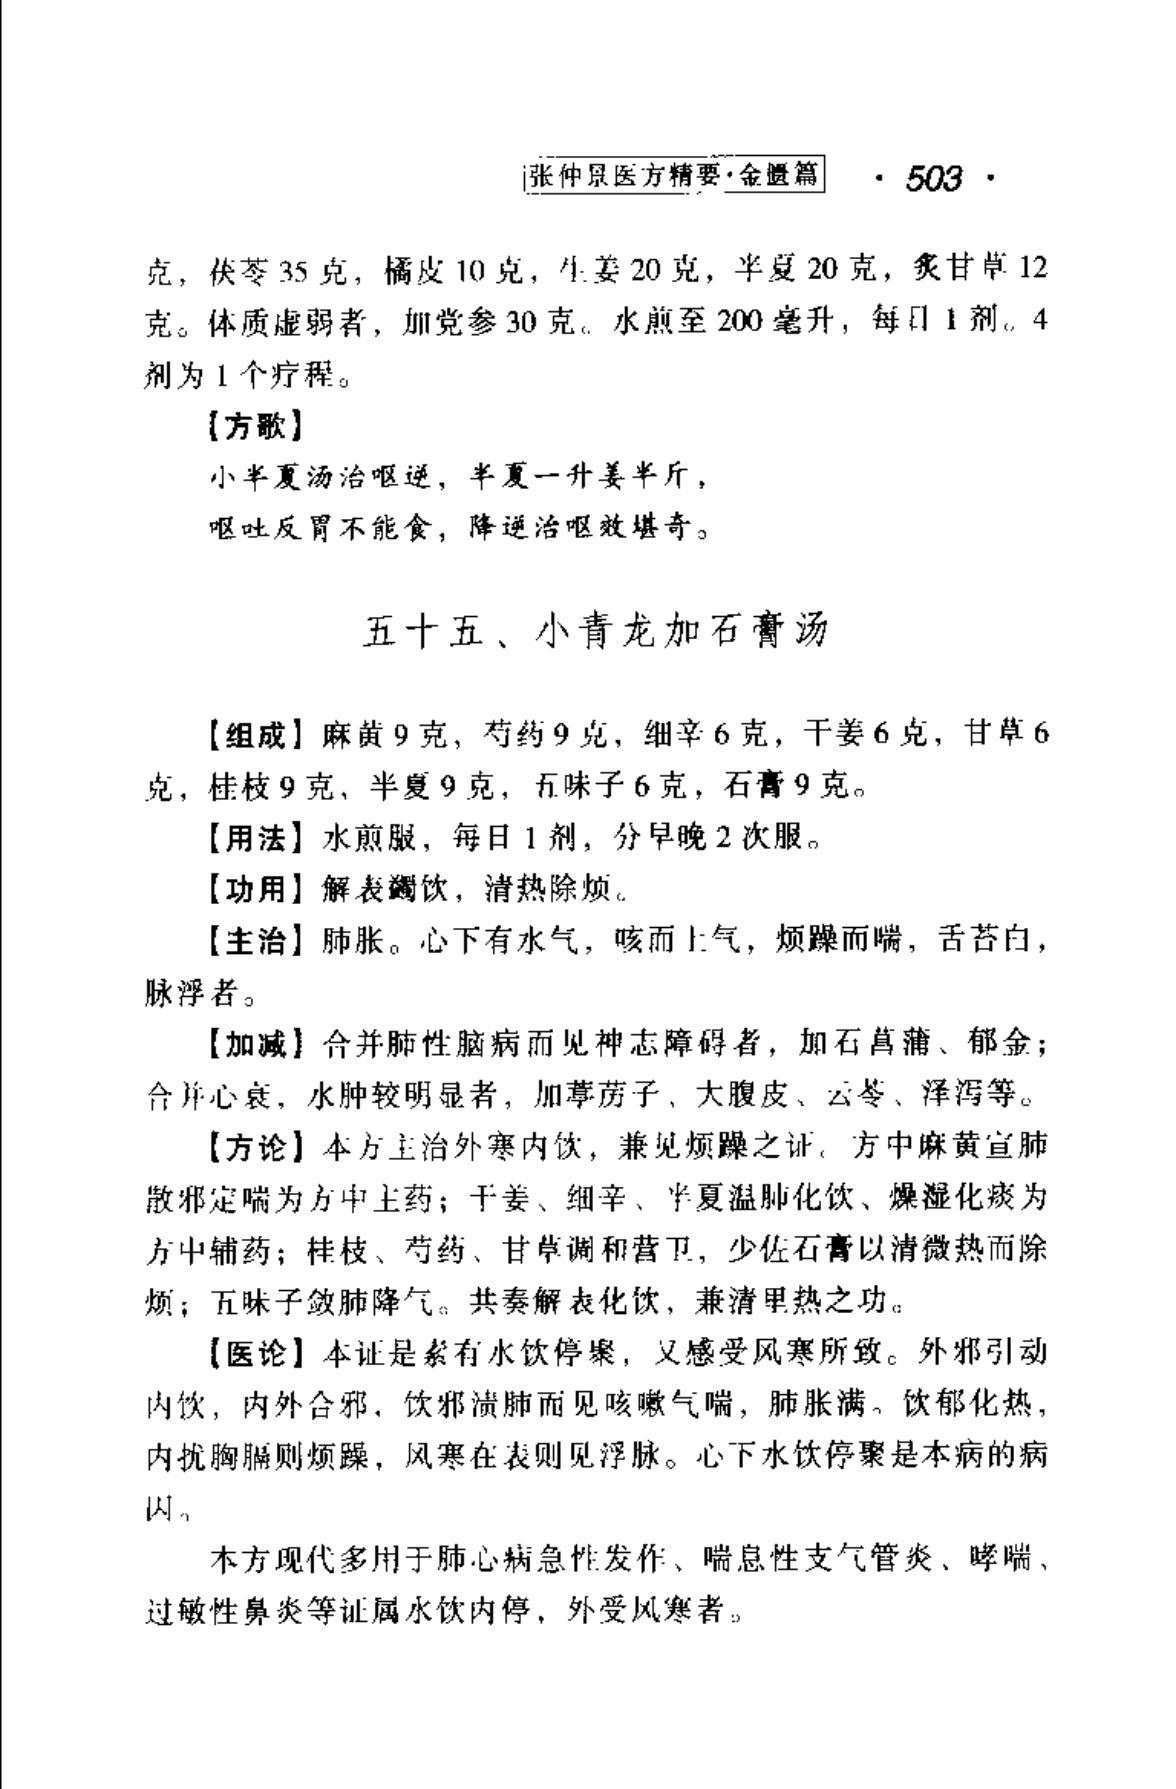 张仲景医方精要·金匮篇 · 503 ·
克，茯苓 35 克，橘皮 10 克，生姜 20 克，半夏 20 克，炙甘草 12
克。体质虚弱者，加党参 30 克。水煎至 200 毫升，每日 1 剂。4
剂为 1 个疗程。
【方歌】
小半夏汤治呕逆，半夏一升姜半斤，
呕吐反胃不能食，降逆治呕效堪奇。
五十五、小青龙加石膏汤
【组成】麻黄 9 克，芍药 9 克，细辛 6 克，干姜 6 克，甘草 6
克，桂枝 9 克，半夏 9 克，五味子 6 克，石膏 9 克。
【用法】水煎服，每日 1 剂，分早晚 2 次服。
【功用】解表蠲饮，清热除烦。
【主治】肺胀。心下有水气，咳而上气，烦躁而喘，舌苔白，
脉浮者。
【加减】合并肺性脑病而见神志障碍者，加石菖蒲、郁金；
合并心衰，水肿较明显者，加葶苈子、大腹皮、云苓、泽泻等。
【方论】本方主治外寒内饮，兼见烦躁之证。方中麻黄宣肺
散邪定喘为方中主药；干姜、细辛、半夏温肺化饮、燥湿化痰为
方中辅药；桂枝、芍药、甘草调和营卫，少佐石膏以清微热而除
烦；五味子敛肺降气。共奏解表化饮，兼清里热之功。
【医论】本证是素有水饮停聚，又感受风寒所致。外邪引动
内饮，内外合邪，饮邪渍肺而见咳嗽气喘，肺胀满。饮郁化热，
内扰胸膈则烦躁，风寒在表则见浮脉。心下水饮停聚是本病的病
因。
本方现代多用于肺心病急性发作、喘息性支气管炎、哮喘、
过敏性鼻炎等证属水饮内停，外受风寒者。